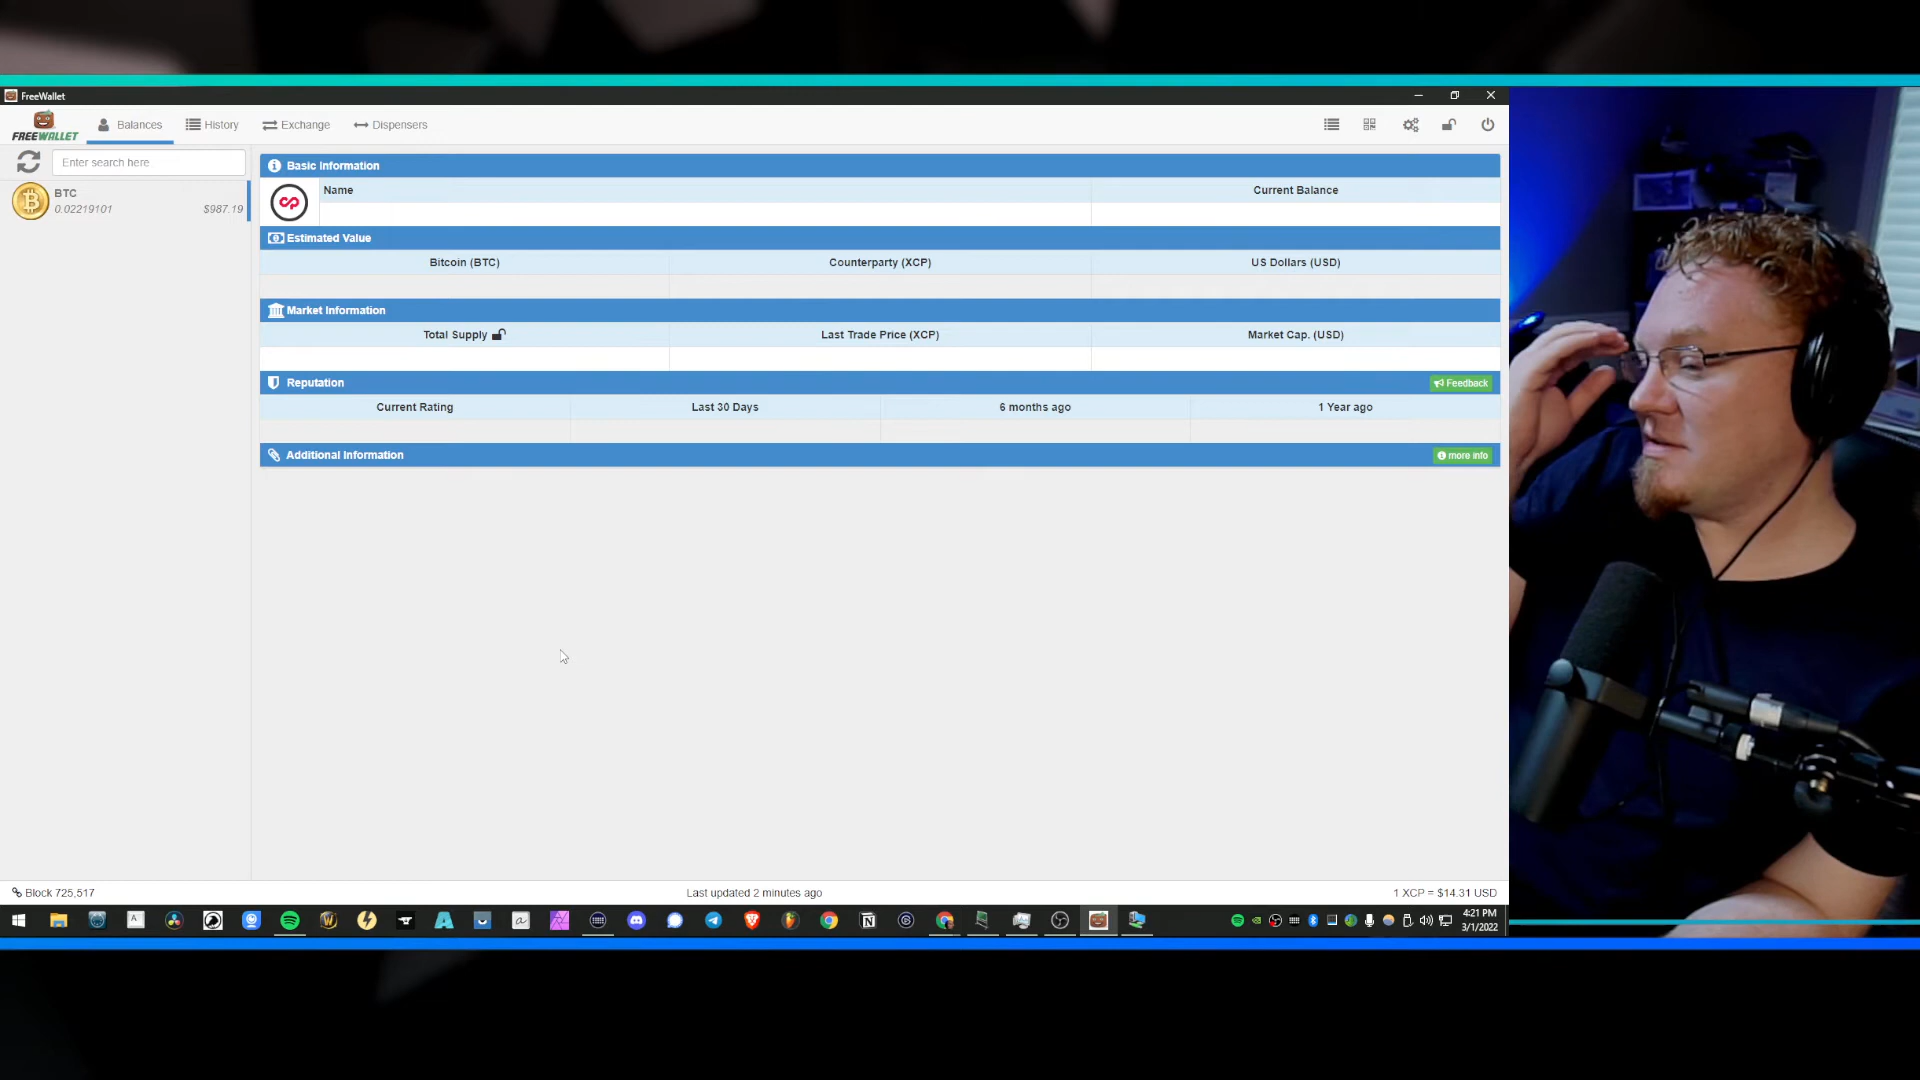 FreeWallet
FREEWALLET
Balances
History
Exchange
Dispensers
Enter search here
BTC
0.02219101
$987.19
Basic Information
Name
Current Balance
Estimated Value
Bitcoin (BTC)
Counterparty (XCP)
US Dollars (USD)
Market Information
Total Supply
Last Trade Price (XCP)
Market Cap. (USD)
Reputation
Feedback
Current Rating
Last 30 Days
6 months ago
1 Year ago
Additional Information
more info
Block 725,517
Last updated 2 minutes ago
1 XCP = $14.31 USD
4:21 PM
3/1/2022